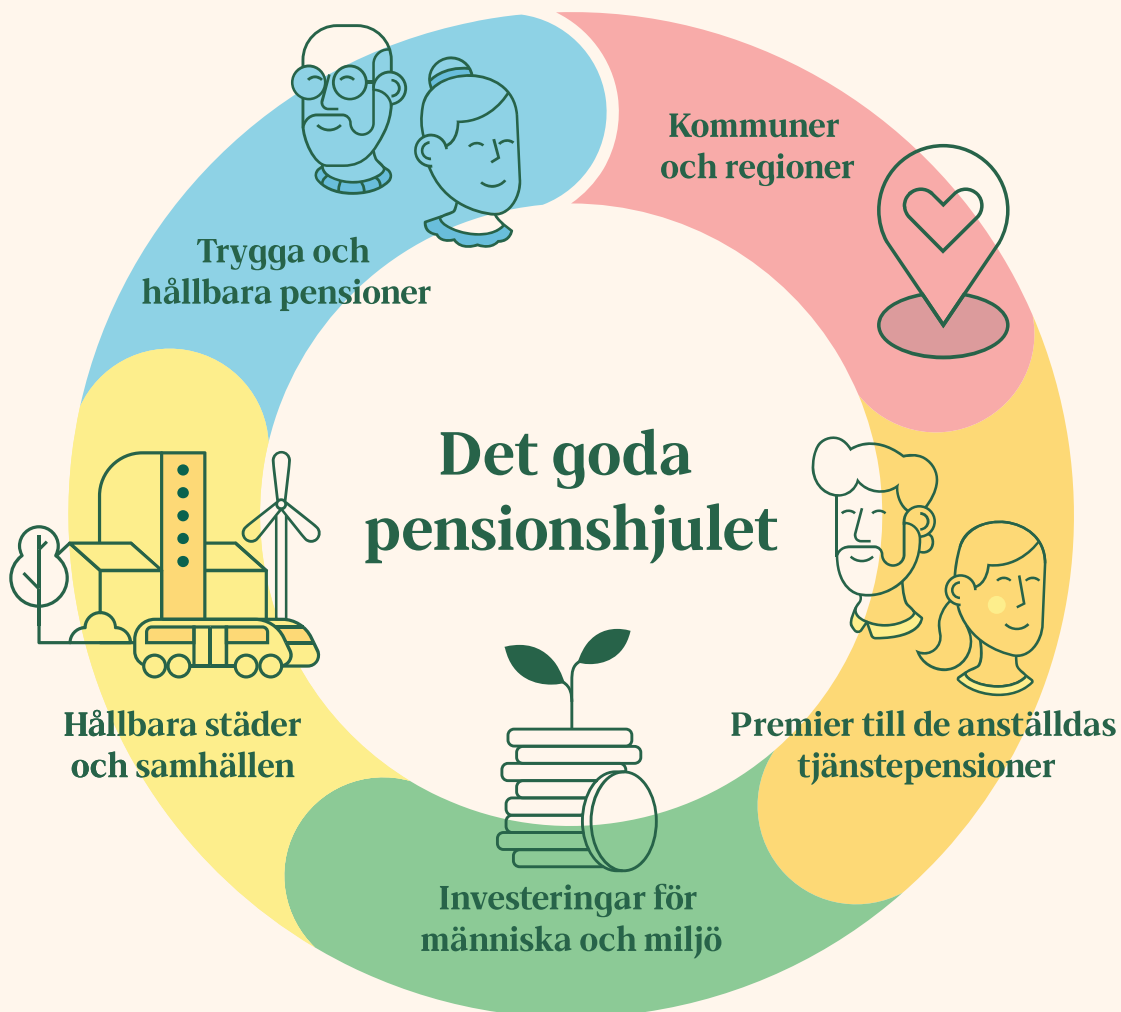 Det goda
pensionshjulet
Kommuner
och regioner
Premier till de anställdas
tjänstepensioner
Investeringar för
människa och miljö
Hållbara städer
och samhällen
Trygga och
hållbara pensioner